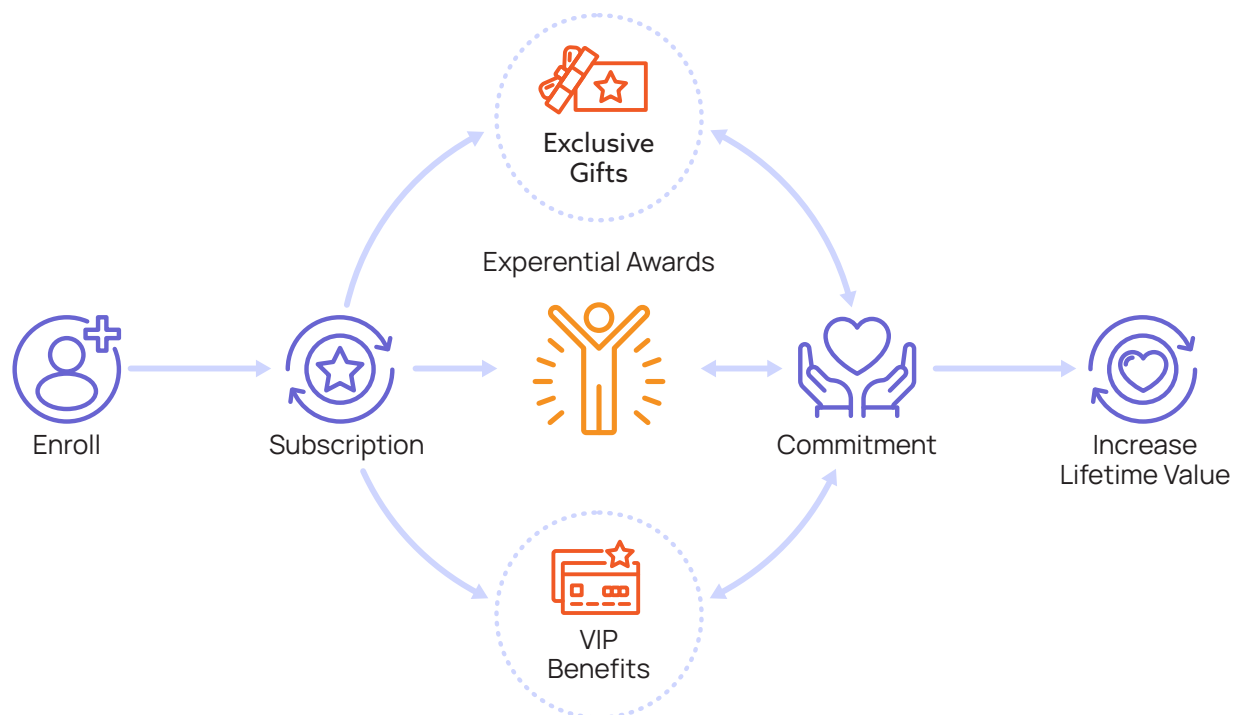 Exclusive
Gifts
Experential Awards
Enroll
Subscription
Commitment
Increase
Lifetime Value
VIP
Benefits